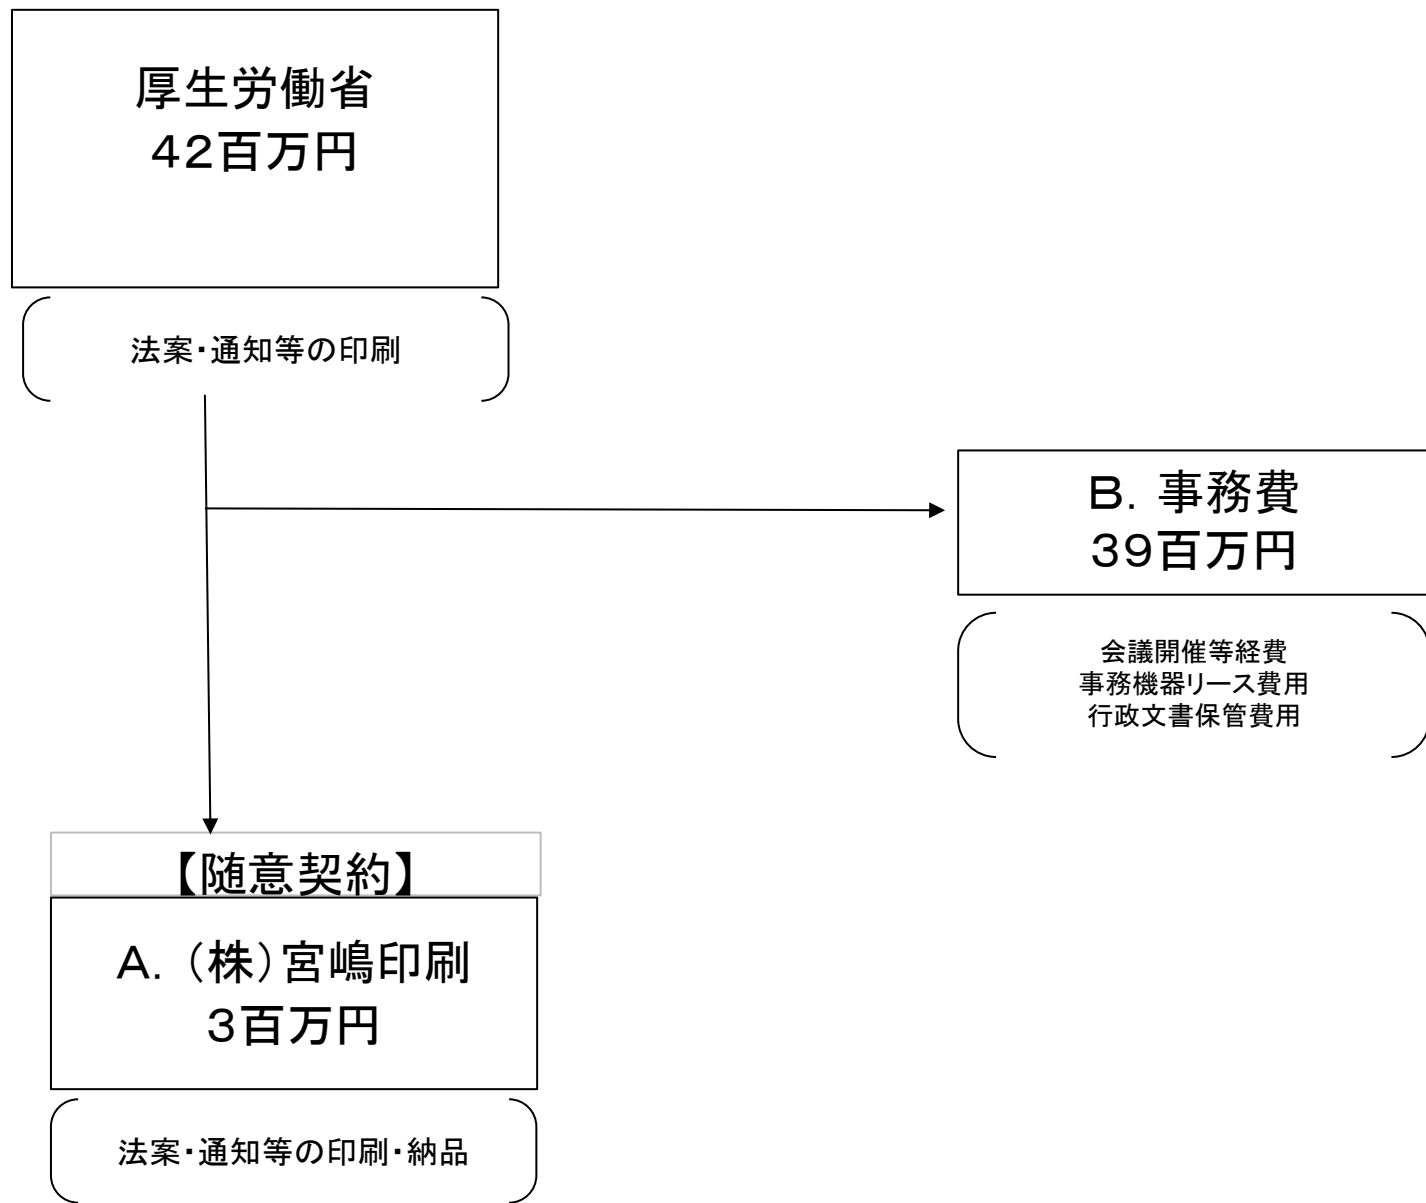 厚生労働省
42百万円
法案・通知等の印刷
B. 事務費
39百万円
会議開催等経費
事務機器リース費用
行政文書保管費用
【随意契約】
A. （株）宮嶋印刷
3百万円
法案・通知等の印刷・納品